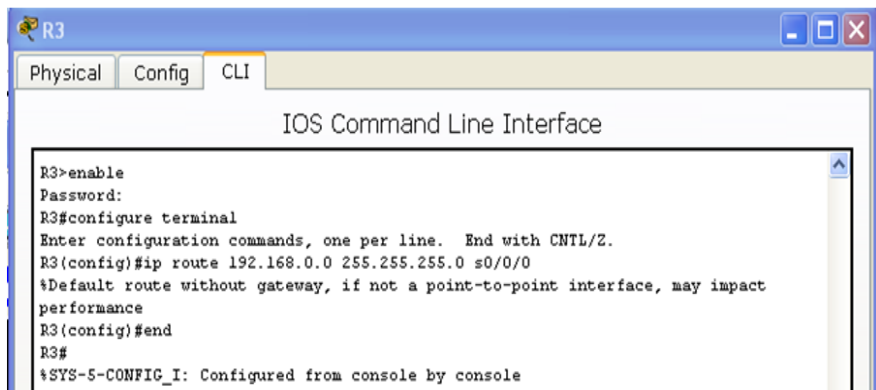 R3
Physical Config CLI
IOS Command Line Interface
R3>enable
Password:
R3#configure terminal
Enter configuration commands, one per line.  End with CNTL/Z.
R3(config)#ip route 192.168.0.0 255.255.255.0 s0/0/0
%Default route without gateway, if not a point-to-point interface, may impact
performance
R3(config)#end
R3#
%SYS-5-CONFIG_I: Configured from console by console